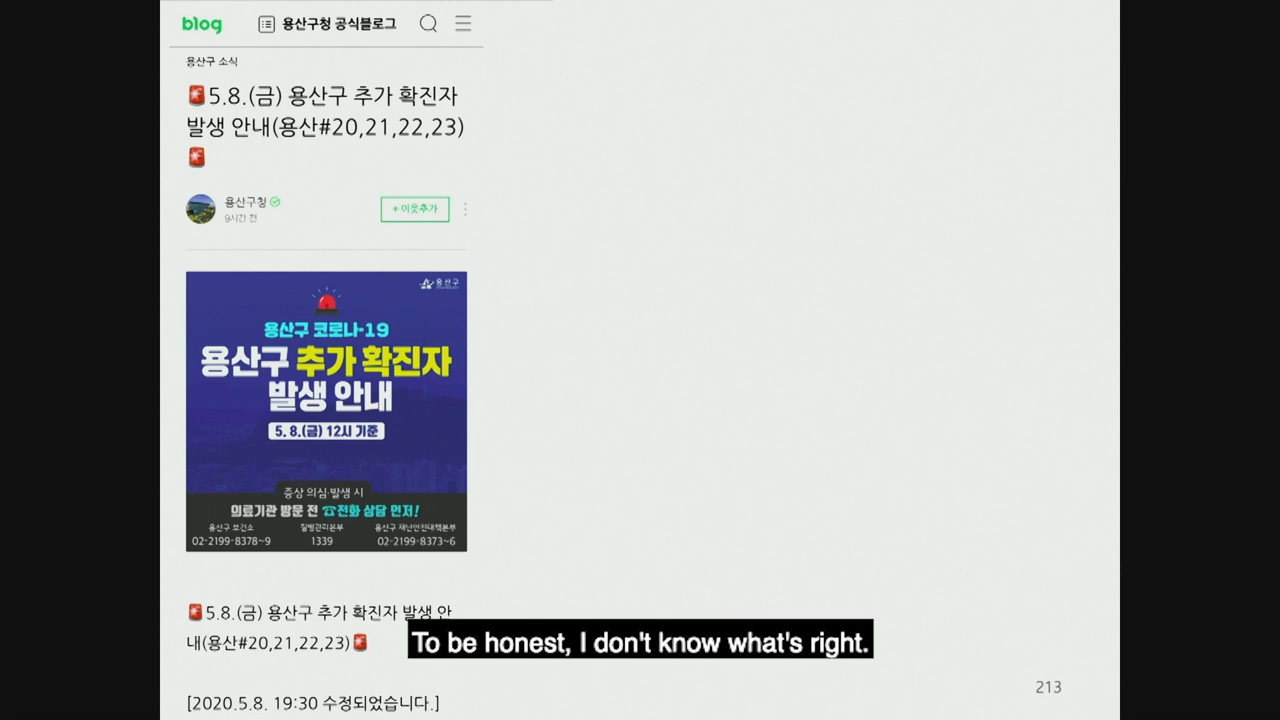 blog 용산구청 공식블로그
용산구 소식
5.8.(금) 용산구 추가 확진자
발생 안내(용산#20,21,22,23)
용산구청
9시간 전
+ 이웃추가
용산구
용산구 코로나-19
용산구 추가 확진자
발생 안내
5. 8.(금) 12시 기준
증상 의심·발생 시
의료기관 방문 전 ☎전화 상담 먼저!
용산구 보건소 질병관리본부 용산구 재난안전대책본부
02-2199-8378~9 1339 02-2199-8373~6
5.8.(금) 용산구 추가 확진자 발생 안
내(용산#20,21,22,23)
To be honest, I don't know what's right.
213
[2020.5.8. 19:30 수정되었습니다.]